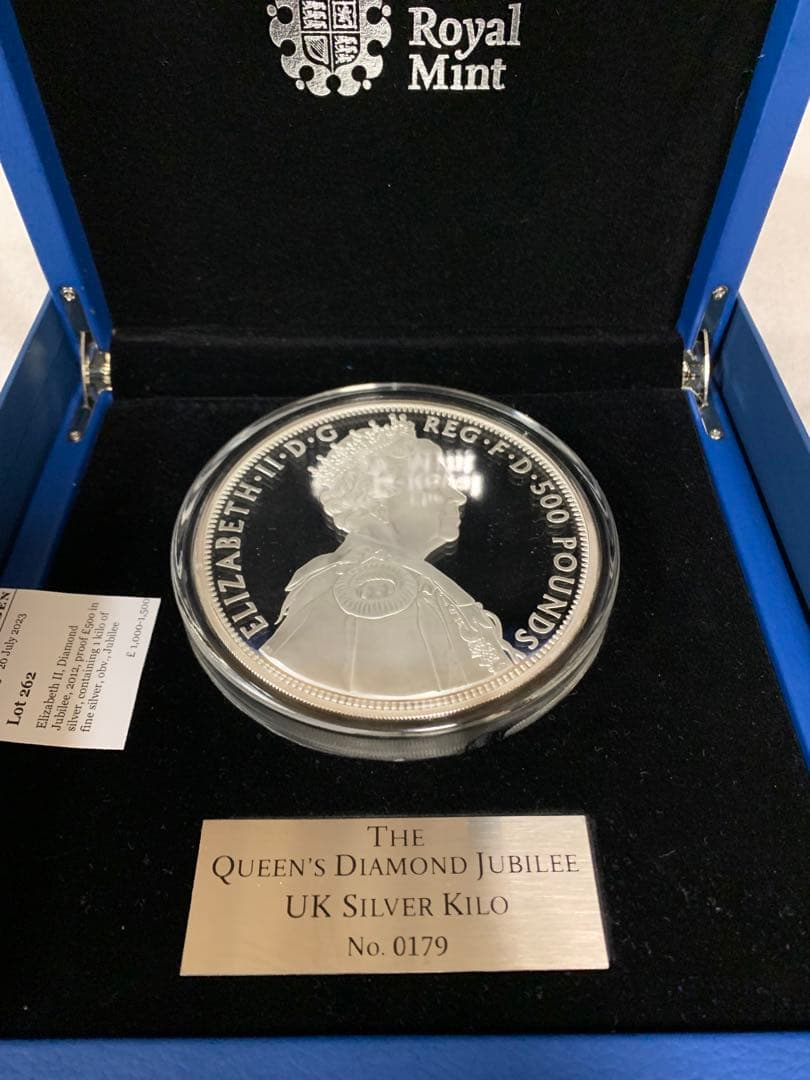 Royal
Mint
ELIZABETH·II·D·G REG·F·D·500 POUNDS
20 July 2023
Lot 262
Elizabeth II, Diamond
Jubilee, 2012, proof £500 in
silver, containing 1 kilo of
fine silver, obv., Jubilee
£ 1,000-1,500
THE
QUEEN'S DIAMOND JUBILEE
UK SILVER KILO
No. 0179